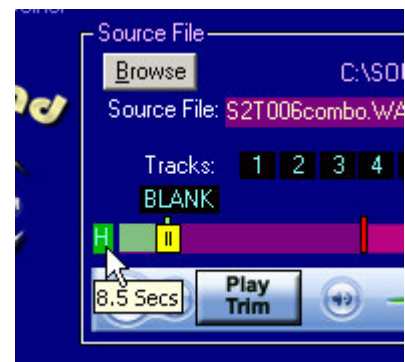 Source File
Browse C:\SO
Source File: S2T006combo.WA
Tracks: 1 2 3 4
BLANK
H II
8.5 Secs Play Trim